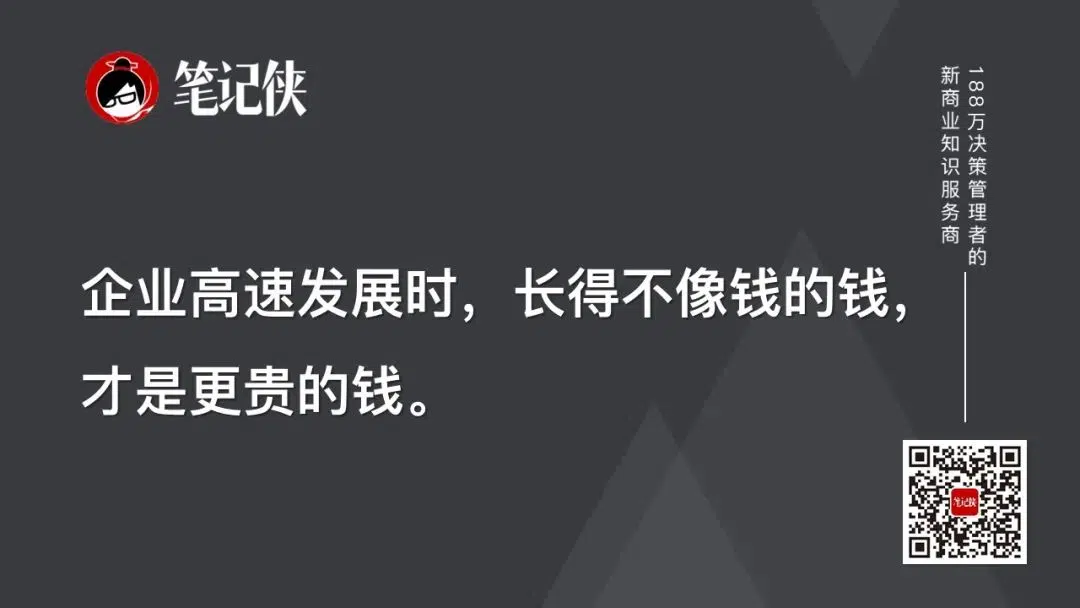 笔记侠
188万决策管理者的
新商业知识服务商
企业高速发展时，长得不像钱的钱，
才是更贵的钱。
笔记侠